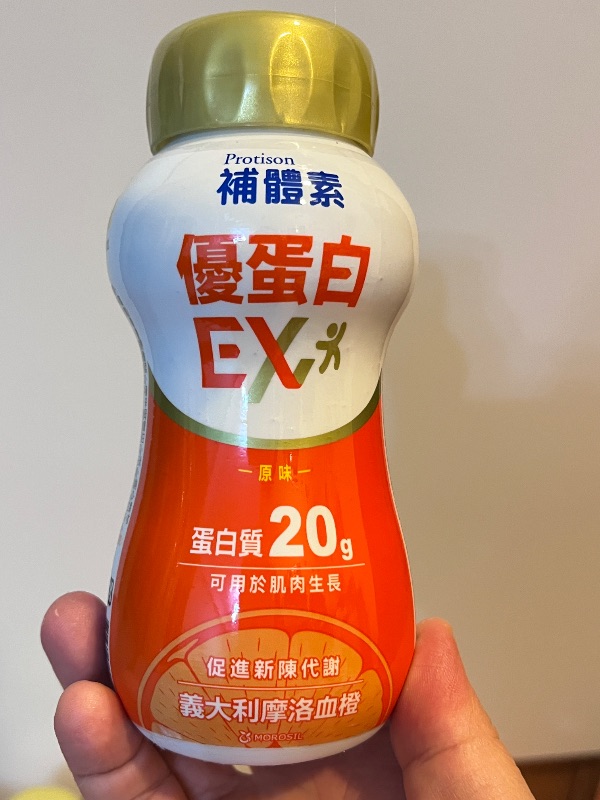 Protison
補體素
優蛋白
EX
原味
蛋白質20g
可用於肌肉生長
促進新陳代謝
義大利摩洛血橙
MOROSIL